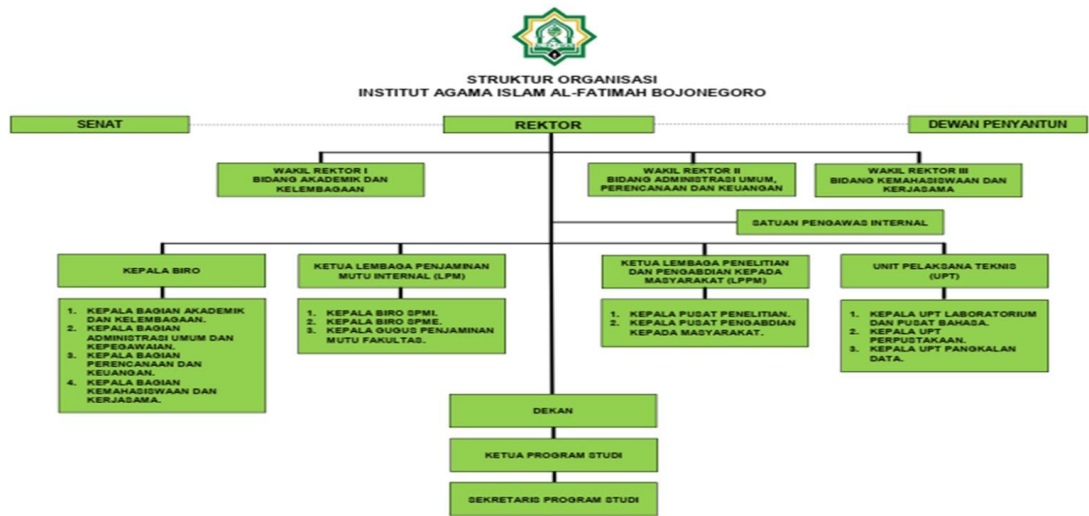 STRUKTUR ORGANISASI
INSTITUT AGAMA ISLAM AL-FATIMAH BOJONEGORO
SENAT
REKTOR
DEWAN PENYANTUN
WAKIL REKTOR I
BIDANG AKADEMIK DAN
KELEMBAGAAN
WAKIL REKTOR II
BIDANG ADMINISTRASI UMUM,
PERENCANAAN DAN KEUANGAN
WAKIL REKTOR III
BIDANG KEMAHASISWAAN DAN
KERJASAMA
SATUAN PENGAWAS INTERNAL
KEPALA BIRO
KETUA LEMBAGA PENJAMINAN
MUTU INTERNAL (LPM)
KETUA LEMBAGA PENELITIAN
DAN PENGABDIAN KEPADA
MASYARAKAT (LPPM)
UNIT PELAKSANA TEKNIS
(UPT)
1. KEPALA BAGIAN AKADEMIK
DAN KELEMBAGAAN.
2. KEPALA BAGIAN
ADMINISTRASI UMUM DAN
KEPEGAWAIAN.
3. KEPALA BAGIAN
PERENCANAAN DAN
KEUANGAN.
4. KEPALA BAGIAN
KEMAHASISWAAN DAN
KERJASAMA.
1. KEPALA BIRO SPMI.
2. KEPALA BIRO SPME.
3. KEPALA GUGUS PENJAMINAN
MUTU FAKULTAS.
1. KEPALA PUSAT PENELITIAN.
2. KEPALA PUSAT PENGABDIAN
KEPADA MASYARAKAT.
1. KEPALA UPT LABORATORIUM
DAN PUSAT BAHASA.
2. KEPALA UPT
PERPUSTAKAAN.
3. KEPALA UPT PANGKALAN
DATA.
DEKAN
KETUA PROGRAM STUDI
SEKRETARIS PROGRAM STUDI